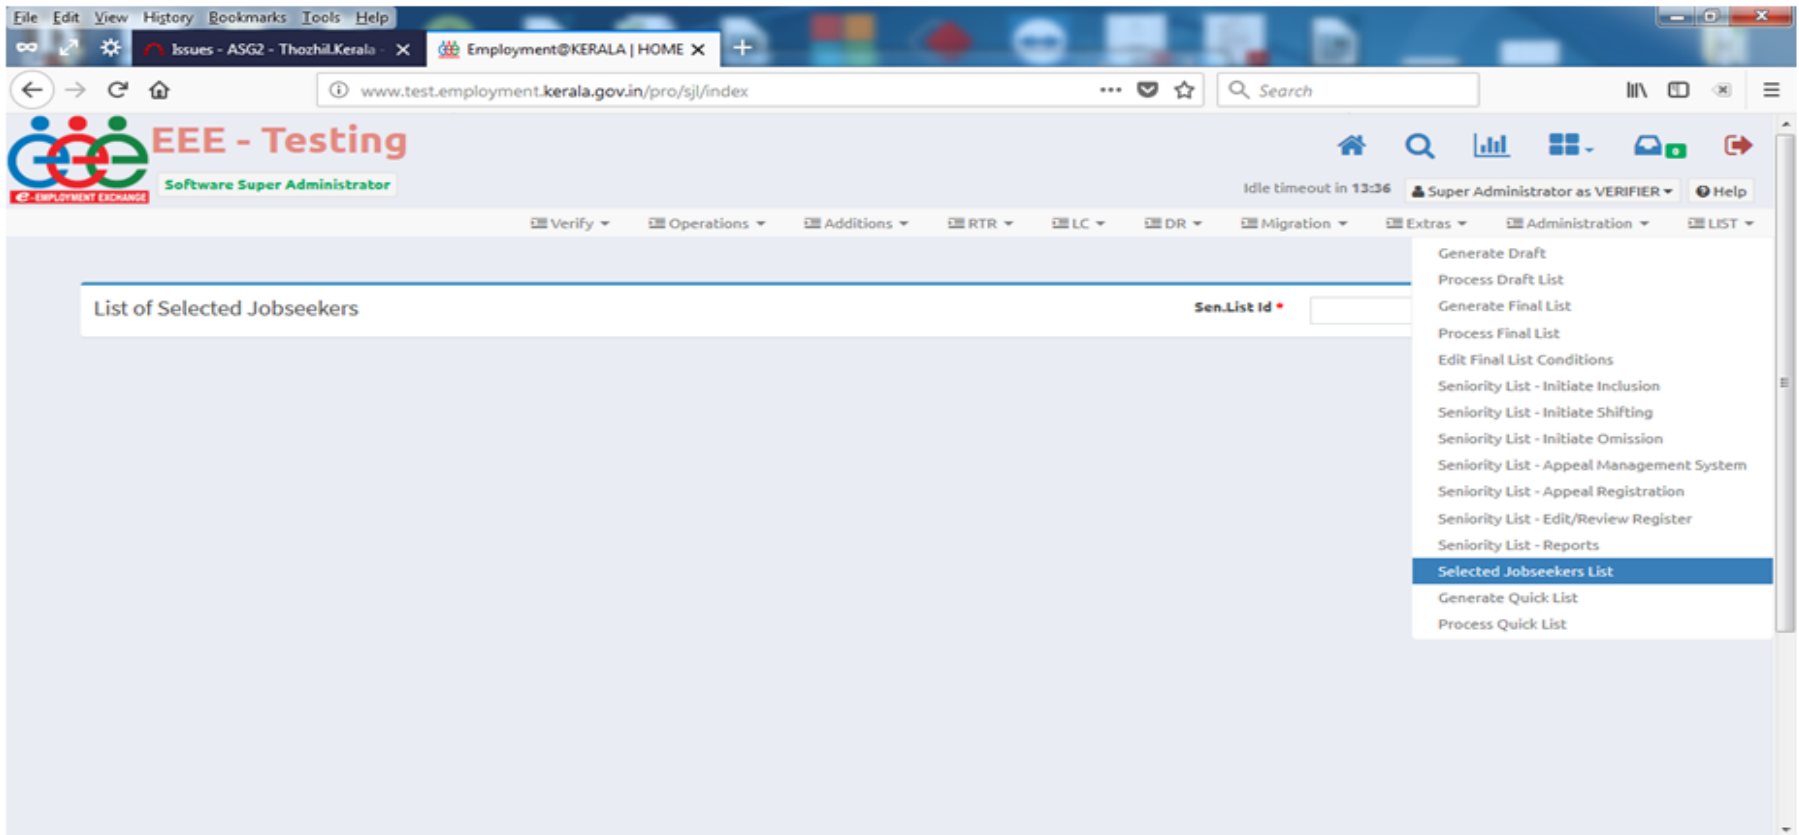 File Edit View History Bookmarks Tools Help
Issues - ASG2 - Thozhil.Kerala - Employment@KERALA | HOME
www.test.employment.kerala.gov.in/pro/sjl/index Search
EEE - Testing
e-EMPLOYMENT EXCHANGE
Software Super Administrator
0
Idle timeout in 13:36 Super Administrator as VERIFIER Help
Verify Operations Additions RTR LC DR Migration Extras Administration LIST
List of Selected Jobseekers Sen.List Id *
Generate Draft
Process Draft List
Generate Final List
Process Final List
Edit Final List Conditions
Seniority List - Initiate Inclusion
Seniority List - Initiate Shifting
Seniority List - Initiate Omission
Seniority List - Appeal Management System
Seniority List - Appeal Registration
Seniority List - Edit/Review Register
Seniority List - Reports
Selected Jobseekers List
Generate Quick List
Process Quick List